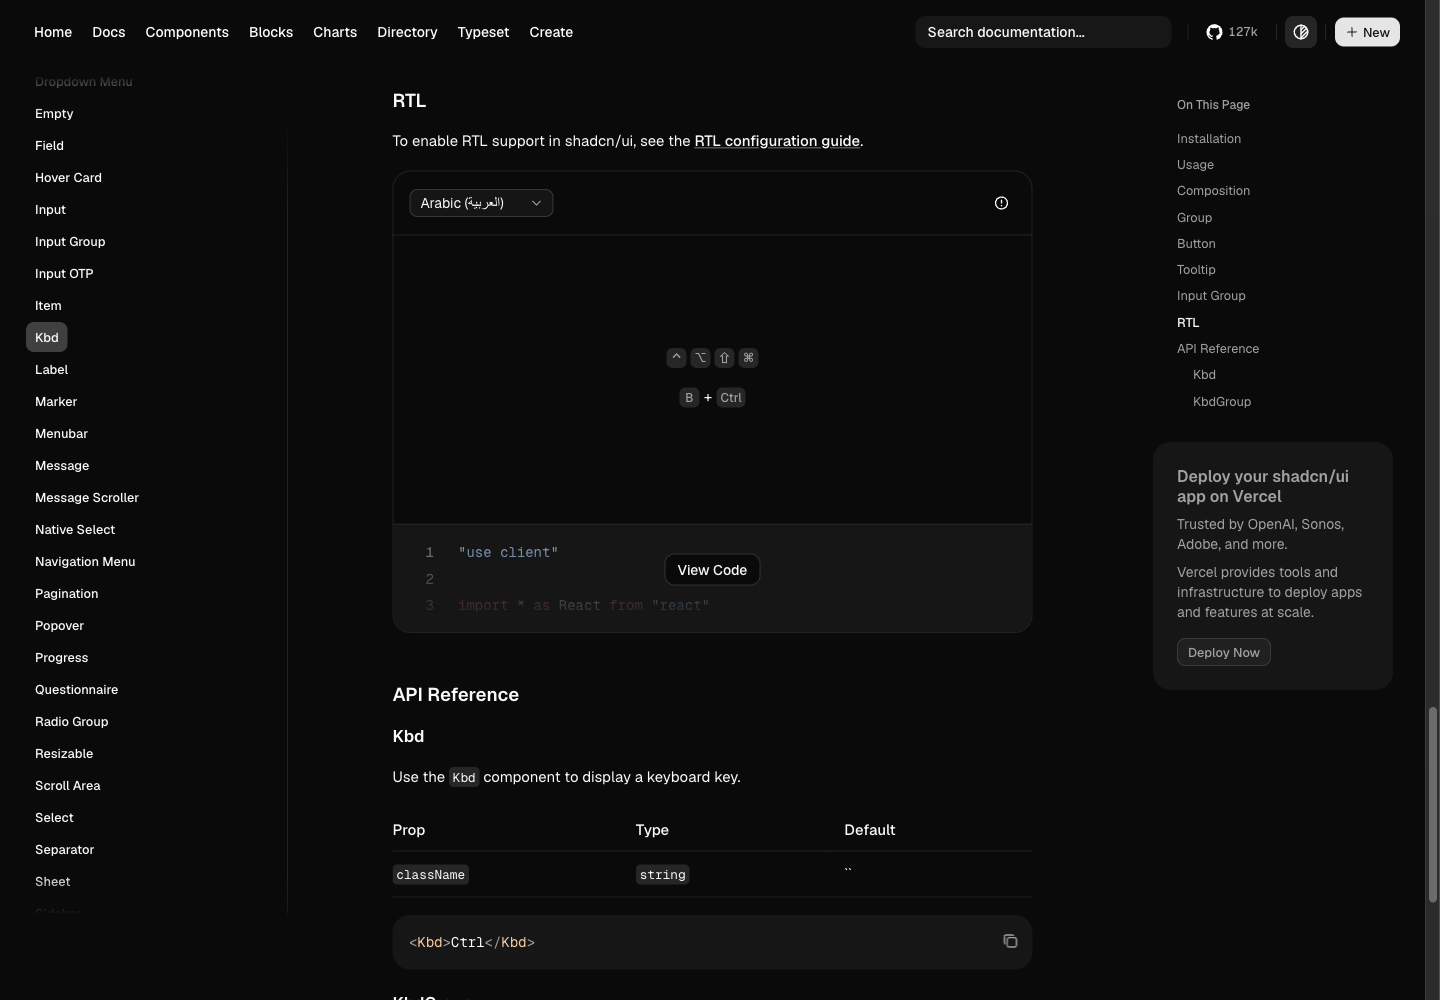 Home Docs Components Blocks Charts Directory Typeset Create
Search documentation...
127k
New
Dropdown Menu
Empty
Field
Hover Card
Input
Input Group
Input OTP
Item
Kbd
Label
Marker
Menubar
Message
Message Scroller
Native Select
Navigation Menu
Pagination
Popover
Progress
Questionnaire
Radio Group
Resizable
Scroll Area
Select
Separator
Sheet
Sidebar
RTL
To enable RTL support in shadcn/ui, see the RTL configuration guide.
Arabic (العربية)
^ ⌥ ⇧ ⌘
B + Ctrl
1 "use client"
2
3 import * as React from "react"
View Code
API Reference
Kbd
Use the Kbd component to display a keyboard key.
Prop Type Default
className string ``
<Kbd>Ctrl</Kbd>
On This Page
Installation
Usage
Composition
Group
Button
Tooltip
Input Group
RTL
API Reference
Kbd
KbdGroup
Deploy your shadcn/ui
app on Vercel
Trusted by OpenAI, Sonos,
Adobe, and more.
Vercel provides tools and
infrastructure to deploy apps
and features at scale.
Deploy Now